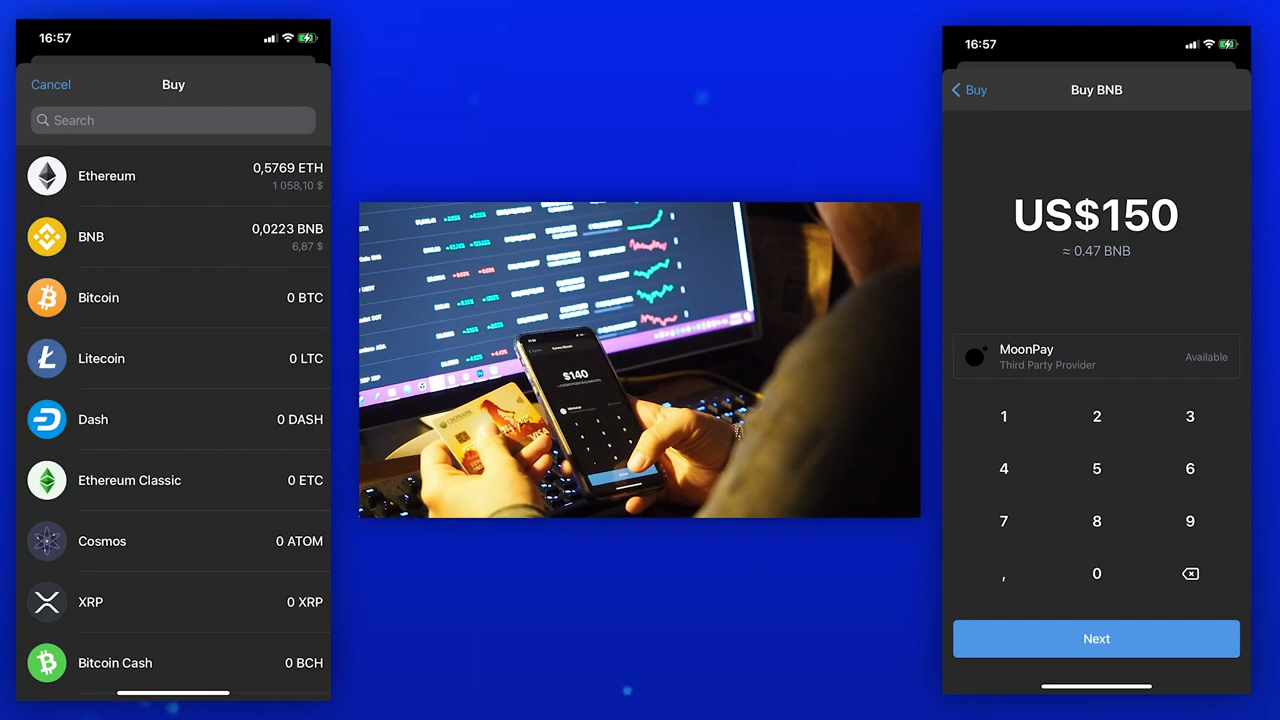 16:57
Cancel
Buy
Search
Ethereum
0,5769 ETH
1 058,10 $
BNB
0,0223 BNB
6,87 $
Bitcoin
0 BTC
Litecoin
0 LTC
Dash
0 DASH
Ethereum Classic
0 ETC
Cosmos
0 ATOM
XRP
0 XRP
Bitcoin Cash
0 BCH
$140
VISA
16:57
Buy
Buy BNB
US$150
≈ 0.47 BNB
MoonPay
Third Party Provider
Available
1 2 3
4 5 6
7 8 9
, 0
Next